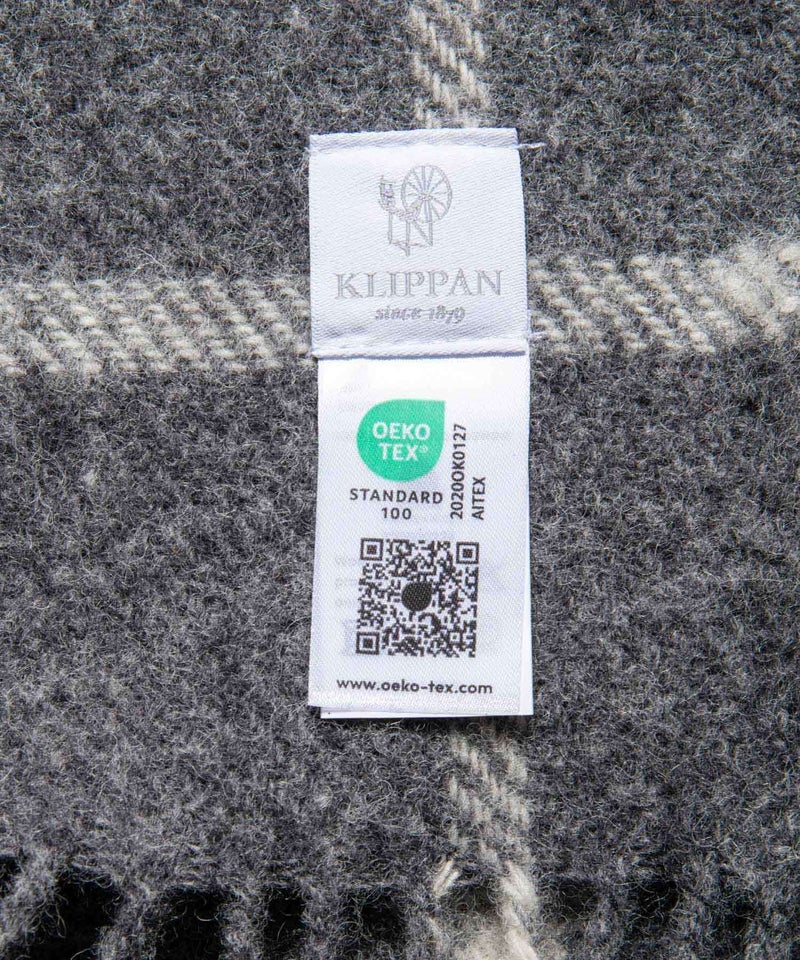 KLIPPAN
since 1879
OEKO
TEX®
STANDARD
100
2020OK0127
AITEX
www.oeko-tex.com